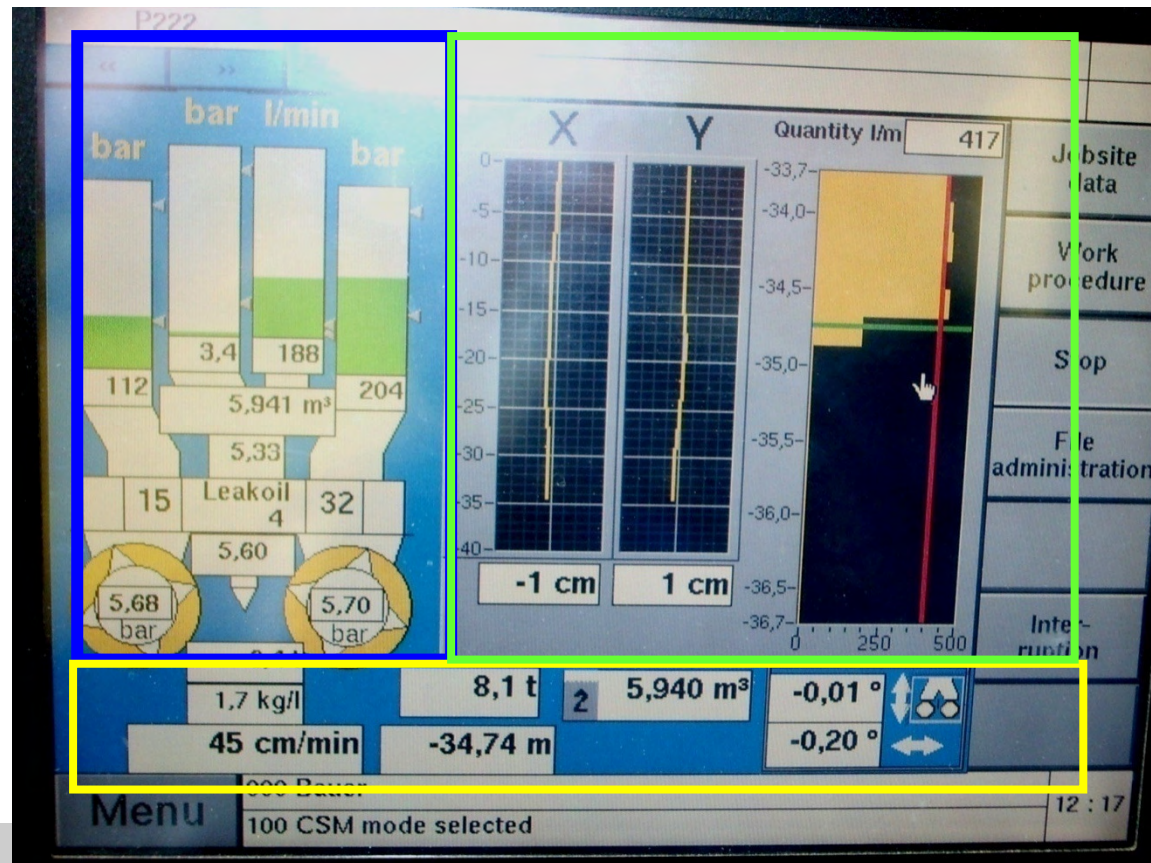 P222
<< >>
bar l/min
bar bar
3,4 188
112 204
5,941 m³
5,33
15 Leakoil 32
4
5,60
5,68 5,70
bar bar
1,7 kg/l
45 cm/min
X Y
0-
-5-
-10-
-15-
-20-
-25-
-30-
-35-
-40-
-1 cm 1 cm
Quantity l/m 417
-33,7-
-34,0-
-34,5-
-35,0-
-35,5-
-36,0-
-36,5-
-36,7-
0 250 500
8,1 t 2 5,940 m³ -0,01 °
-34,74 m -0,20 °
Jobsite
data
Work
procedure
Stop
File
administration
Inter-
ruption
Menu
000 Bauer
100 CSM mode selected
12 : 17